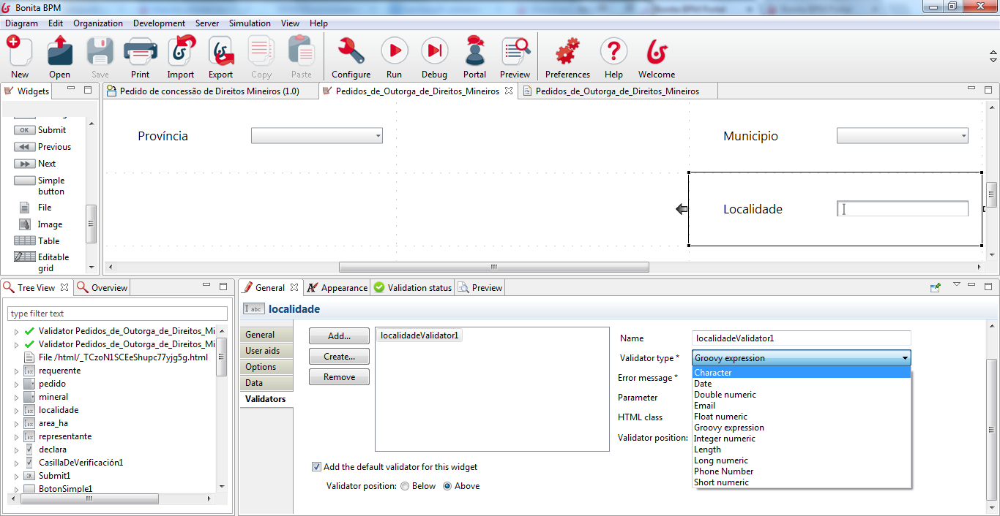 Bonita BPM
Diagram Edit Organization Development Server Simulation View Help
New Open Save Print Import Export Copy Paste Configure Run Debug Portal Preview Preferences Help Welcome
Widgets
Pedido de concessão de Direitos Mineiros (1.0)
Pedidos_de_Outorga_de_Direitos_Mineiros
Pedidos_de_Outorga_de_Direitos_Mineiros
OK Submit
Previous
Next
Simple
button
File
Image
Table
Editable
grid
Província
Municipio
Localidade
Tree View
Overview
type filter text
Validator Pedidos_de_Outorga_de_Direitos_Mi
Validator Pedidos_de_Outorga_de_Direitos_Mi
File /html/_TCzoN1SCEeShupc77yjg5g.html
requerente
pedido
mineral
localidade
area_ha
representante
declara
CasillaDeVerificación1
Submit1
BotonSimple1
General
Appearance
Validation status
Preview
abc localidade
General
User aids
Options
Data
Validators
Add...
Create...
Remove
localidadeValidator1
Add the default validator for this widget
Validator position: Below Above
Name localidadeValidator1
Validator type * Groovy expression
Error message *
Parameter
HTML class
Validator position:
Character
Date
Double numeric
Email
Float numeric
Groovy expression
Integer numeric
Length
Long numeric
Phone Number
Short numeric